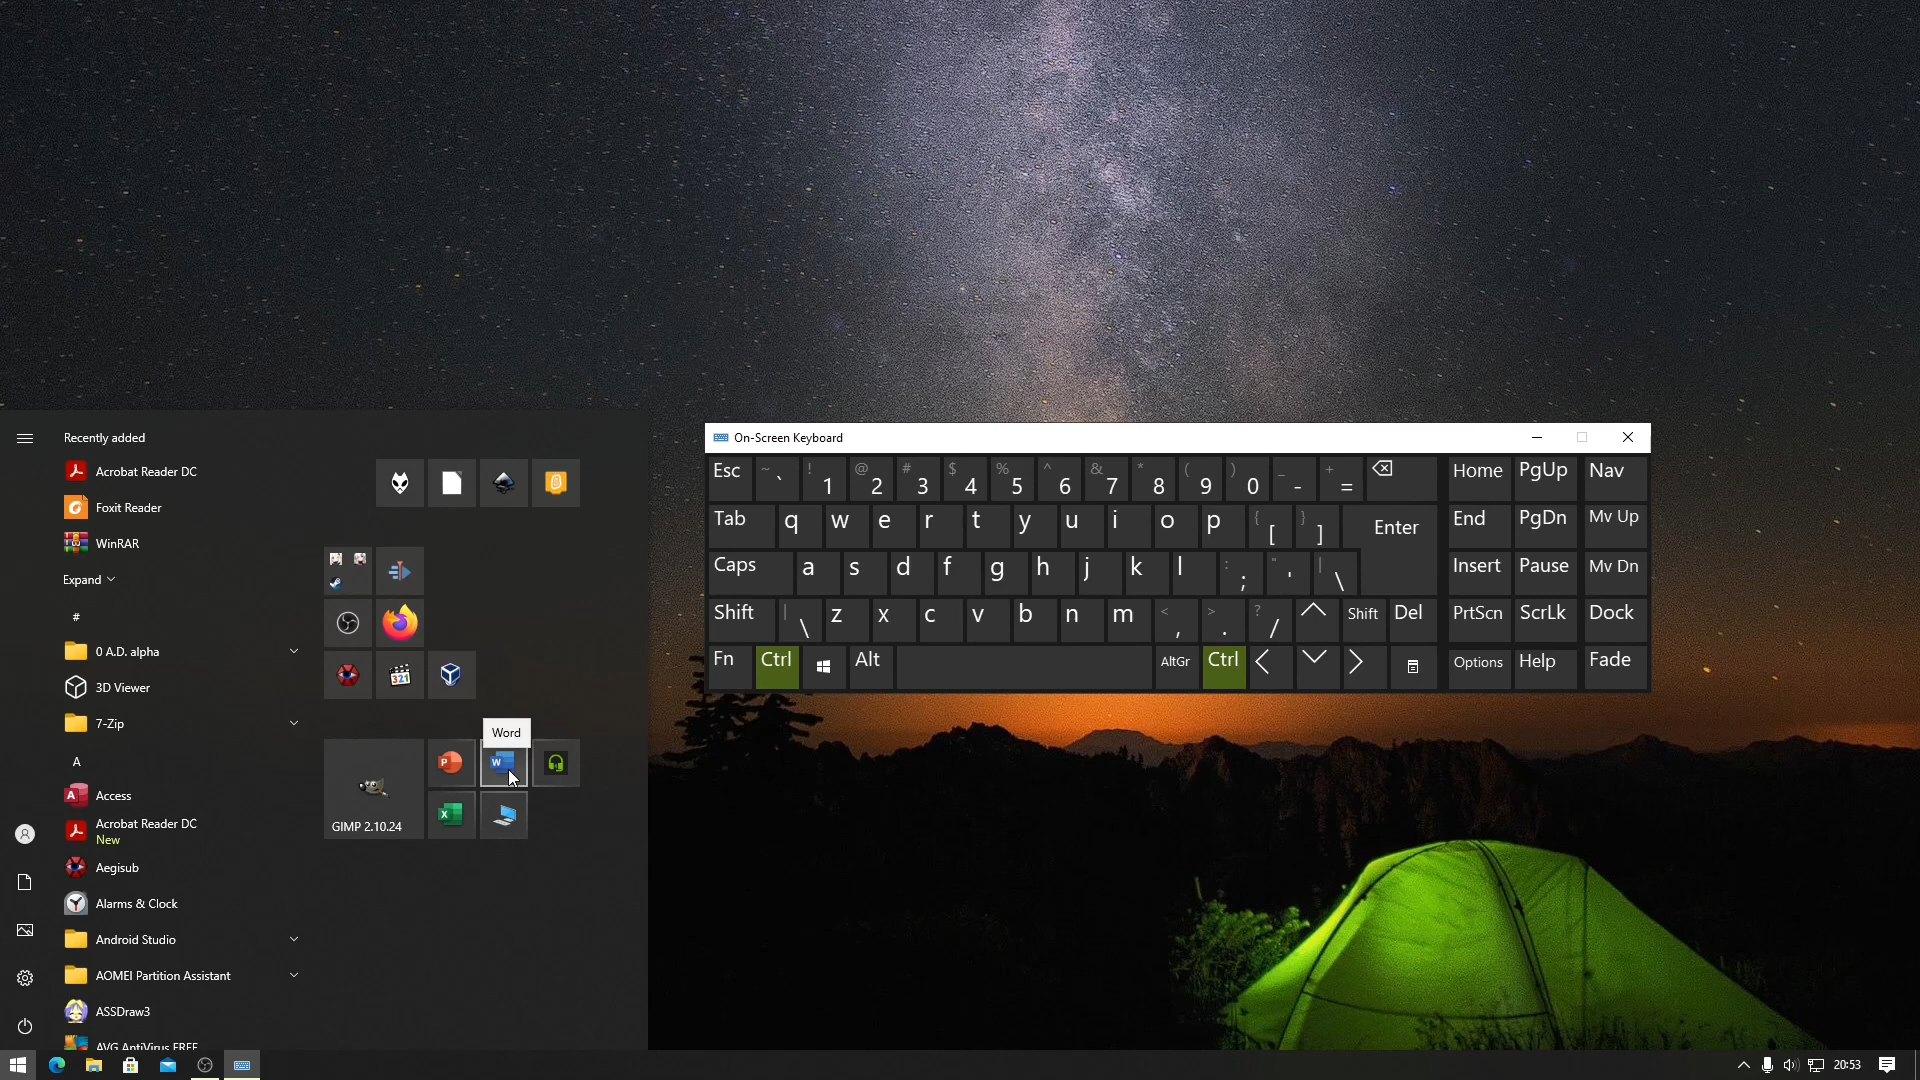 Recently added
Acrobat Reader DC
Foxit Reader
WinRAR
Expand
#
0 A.D. alpha
3D Viewer
7-Zip
A
Access
Acrobat Reader DC
New
Aegisub
Alarms & Clock
Android Studio
AOMEI Partition Assistant
ASSDraw3
AVG AntiVirus FREE
321
Word
P
W
X
GIMP 2.10.24
On-Screen Keyboard
Esc ~ ` ! 1 @ 2 # 3 $ 4 % 5 ^ 6 & 7 * 8 ( 9 ) 0 _ - + = Home PgUp Nav
Tab q w e r t y u i o p { [ } ] Enter End PgDn Mv Up
Caps a s d f g h j k l : ; " ' | \ Insert Pause Mv Dn
Shift | \ z x c v b n m < , > . ? / Shift Del PrtScn ScrLk Dock
Fn Ctrl Alt AltGr Ctrl Options Help Fade
20:53